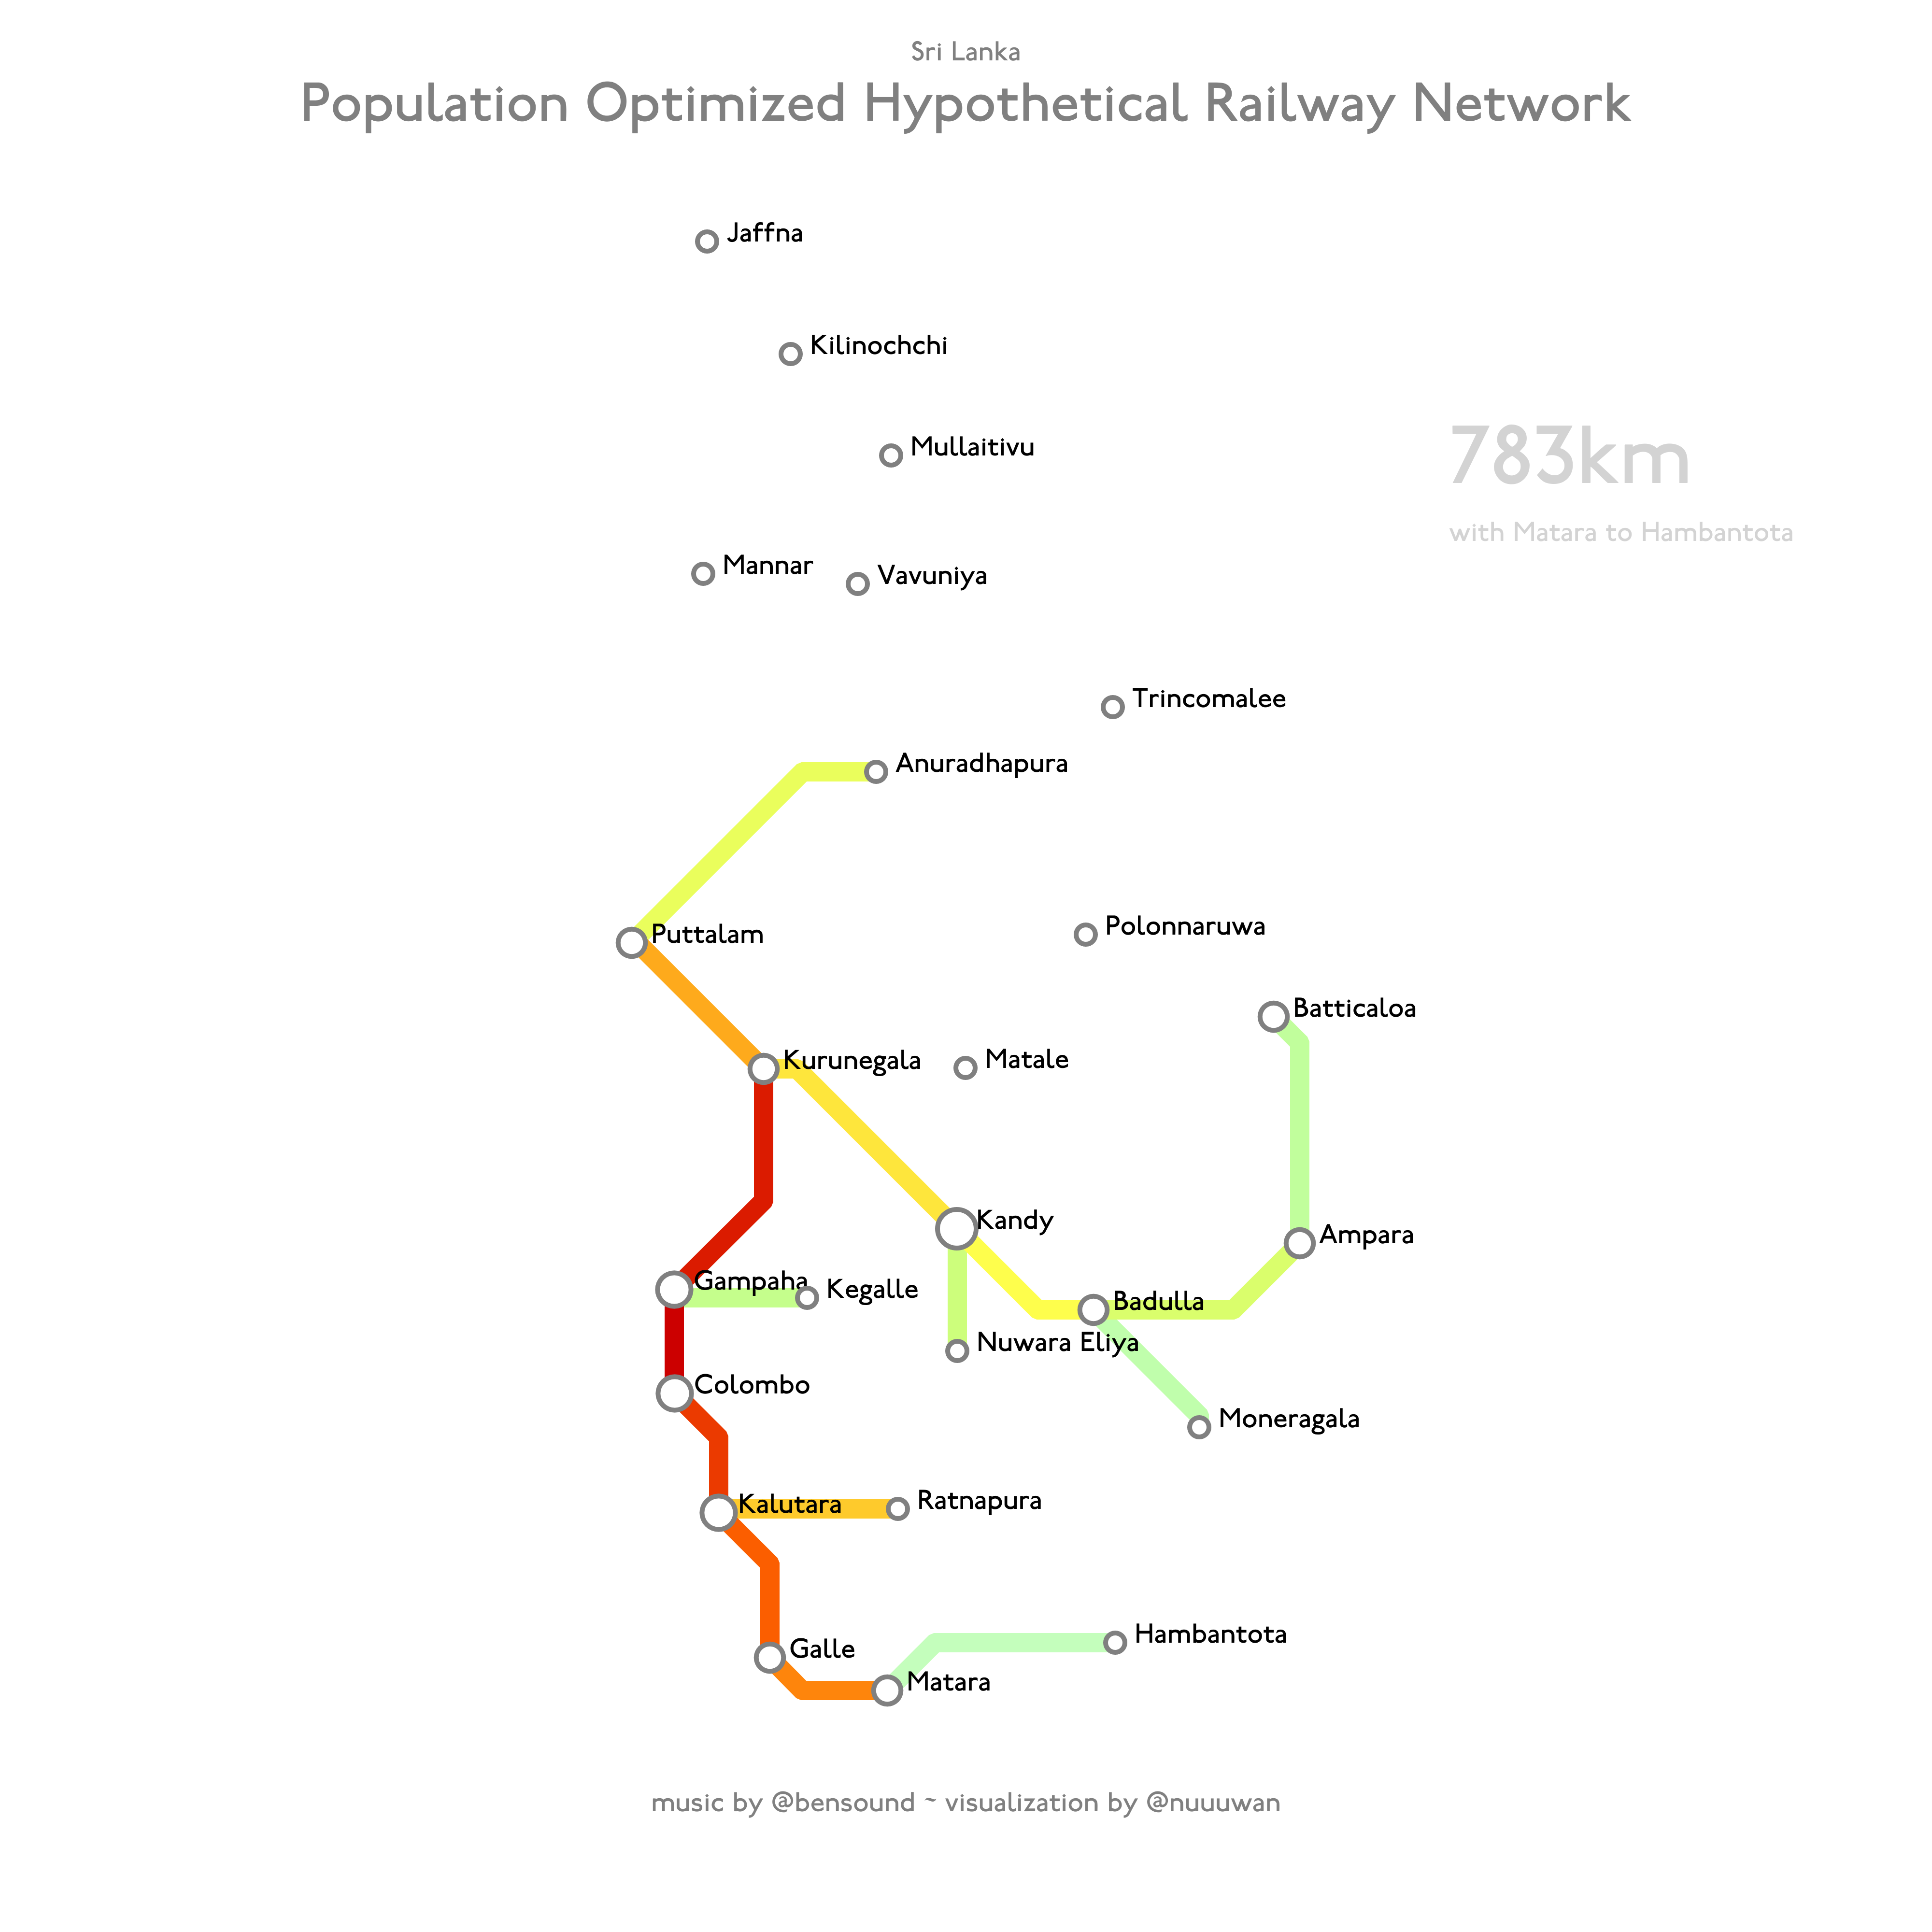 Sri Lanka
Population Optimized Hypothetical Railway Network
Jaffna
Kilinochchi
Mullaitivu
783km
with Matara to Hambantota
Mannar
Vavuniya
Trincomalee
Anuradhapura
Puttalam
Polonnaruwa
Batticaloa
Kurunegala
Matale
Kandy
Ampara
Gampaha
Kegalle
Badulla
Nuwara Eliya
Colombo
Moneragala
Kalutara
Ratnapura
Galle
Hambantota
Matara
music by @bensound ~ visualization by @nuuuwan